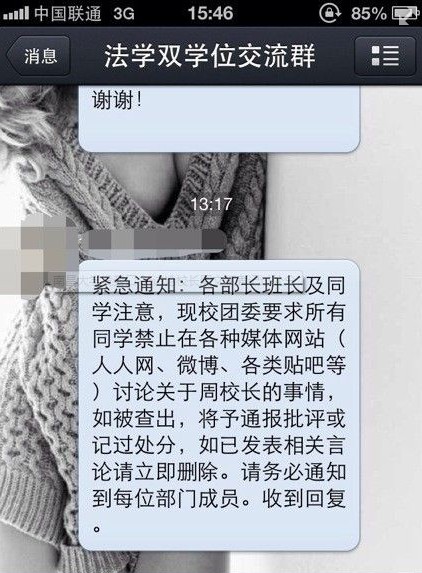 中国联通 3G 15:46 85%
消息 法学双学位交流群
谢谢！
13:17
紧急通知：各部长班长及同
学注意，现校团委要求所有
同学禁止在各种媒体网站（
人人网、微博、各类贴吧等
）讨论关于周校长的事情，
如被查出，将予通报批评或
记过处分，如已发表相关言
论请立即删除。请务必通知
到每位部门成员。收到回复
。